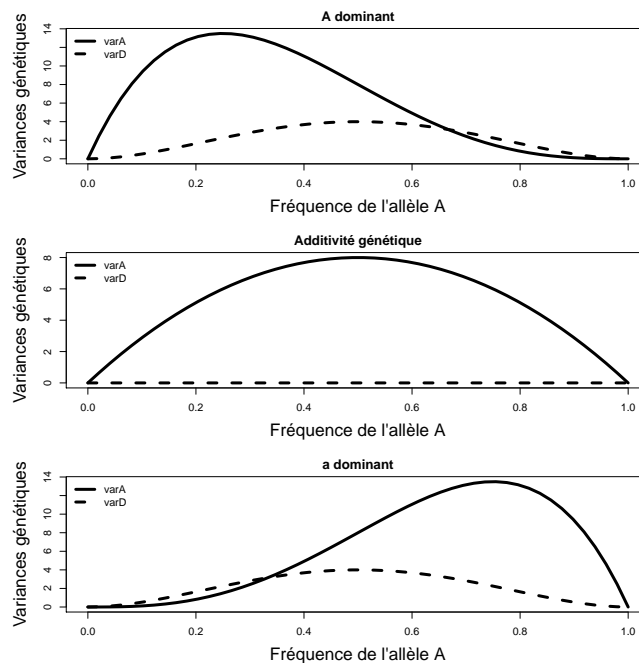 A dominant
Variances génétiques
14
12
10
8
6
4
2
0
varA
varD
0.0 0.2 0.4 0.6 0.8 1.0
Fréquence de l'allèle A
Additivité génétique
Variances génétiques
8
6
4
2
0
varA
varD
0.0 0.2 0.4 0.6 0.8 1.0
Fréquence de l'allèle A
a dominant
Variances génétiques
14
8
6
4
2
0
varA
varD
0.0 0.2 0.4 0.6 0.8 1.0
Fréquence de l'allèle A